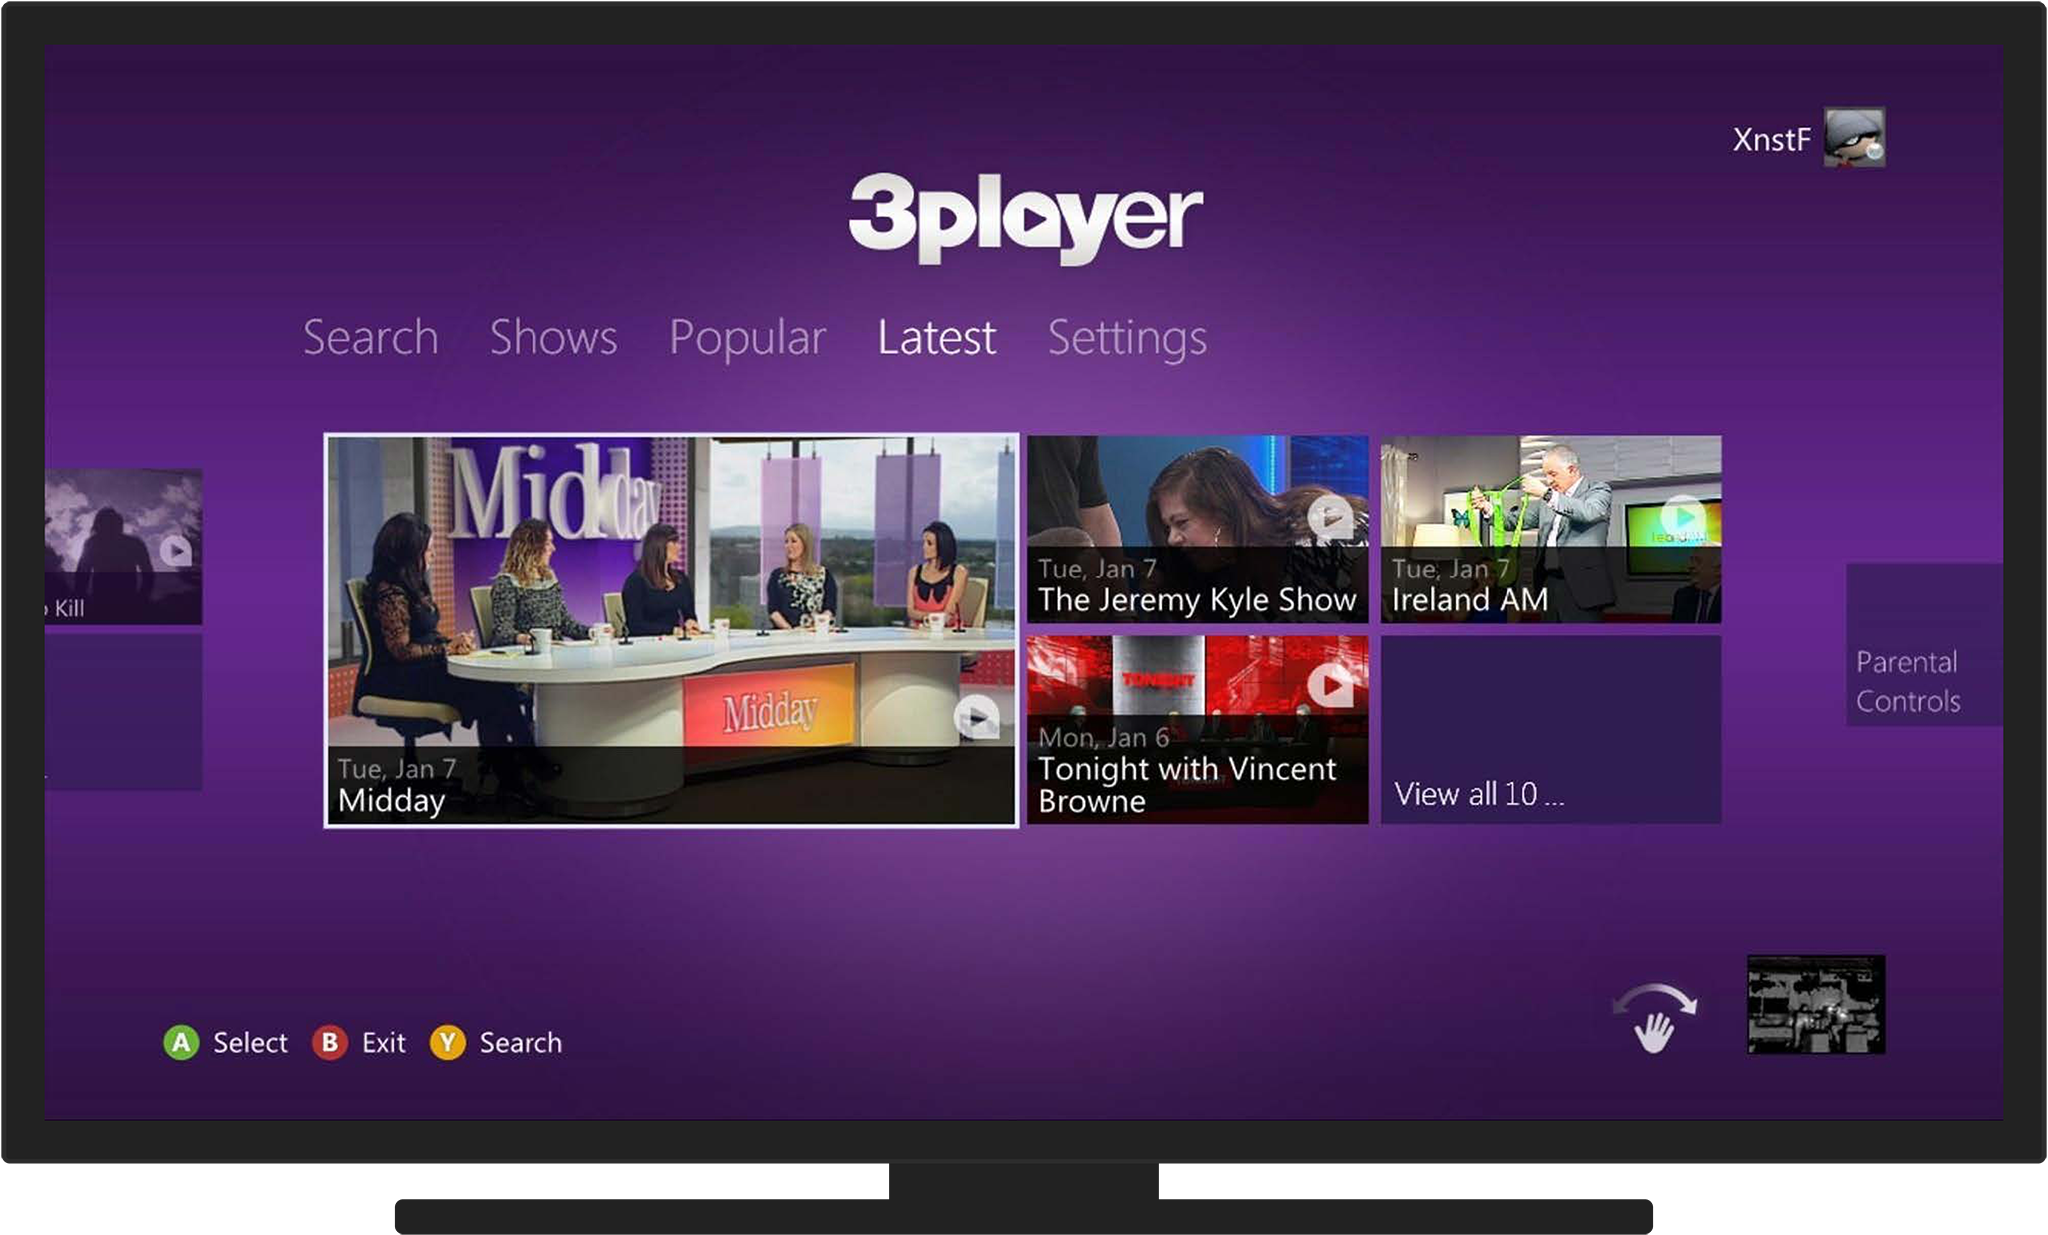 XnstF
3player
Search Shows Popular Latest Settings
Kill
Midday
Midday
Tue, Jan 7
Midday
Tue, Jan 7
The Jeremy Kyle Show
Tue, Jan 7
Ireland AM
TONIGHT
Mon, Jan 6
Tonight with Vincent
Browne
View all 10 ...
Parental
Controls
A Select B Exit Y Search